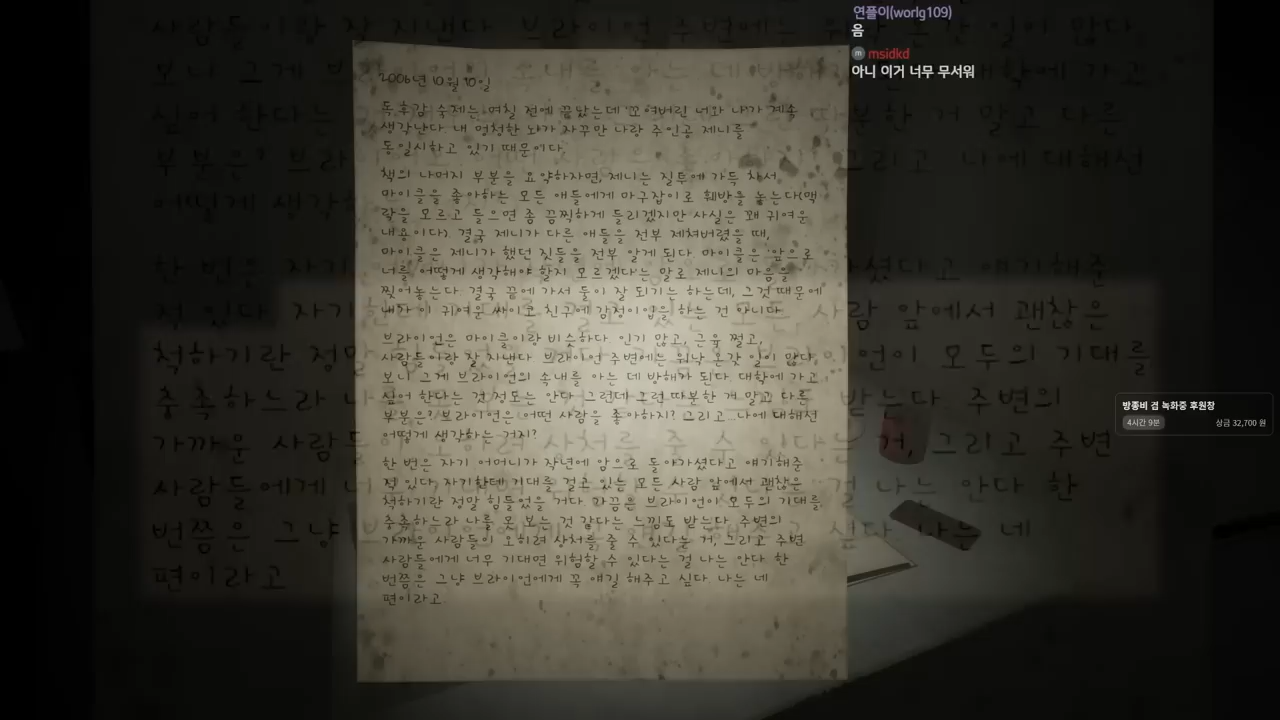 연플이(worlg109)
음
msidkd
아니 이거 너무 무서워
2006년 10월 10일
독후감 숙제는 며칠 전에 끝났는데 '꼬여버린 너와 나'가 계속
생각난다. 내 멍청한 뇌가 자꾸만 나랑 주인공 제니를
동일시하고 있기 때문이다.
책의 나머지 부분을 요약하자면, 제니는 질투에 가득 차서
마이클을 좋아하는 모든 애들에게 마구잡이로 훼방을 놓는다(맥
락을 모르고 들으면 좀 끔찍하게 들리겠지만 사실은 꽤 귀여운
내용이다). 결국 제니가 다른 애들을 전부 제쳐버렸을 때,
마이클은 제니가 했던 짓들을 전부 알게 된다. 마이클은 '앞으로
너를 어떻게 생각해야 할지 모르겠다'는 말로 제니의 마음을
찢어놓는다. 결국 끝에 가서 둘이 잘 되기는 하는데, 그것 때문에
내가 이 귀여운 싸이코 친구에 감정이입을 하는 건 아니다.
브라이언은 마이클이랑 비슷하다. 인기 많고, 근육 쩔고,
사람들이랑 잘 지낸다. 브라이언 주변에는 워낙 온갖 일이 많다
보니 그게 브라이언의 속내를 아는 데 방해가 된다. 대학에 가고
싶어 한다는 것 정도는 안다. 그런데 그런 따분한 거 말고 다른
부분은? 브라이언은 어떤 사람을 좋아하지? 그리고...나에 대해선
어떻게 생각하는 거지?
한 번은 자기 어머니가 작년에 암으로 돌아가셨다고 얘기해준
적 있다. 자기한테 기대를 걸고 있는 모든 사람 앞에서 괜찮은
척하기란 정말 힘들었을 거다. 가끔은 브라이언이 모두의 기대를
충족하느라 나를 못 보는 것 같다는 느낌도 받는다. 주변의
가까운 사람들이 오히려 상처를 줄 수 있다는 거, 그리고 주변
사람들에게 너무 기대면 위험할 수 있다는 걸 나는 안다. 한
번쯤은 그냥 브라이언에게 꼭 얘길 해주고 싶다. 나는 네
편이라고.
방종비 겸 녹화중 후원창
4시간 9분
상금 32,700 원